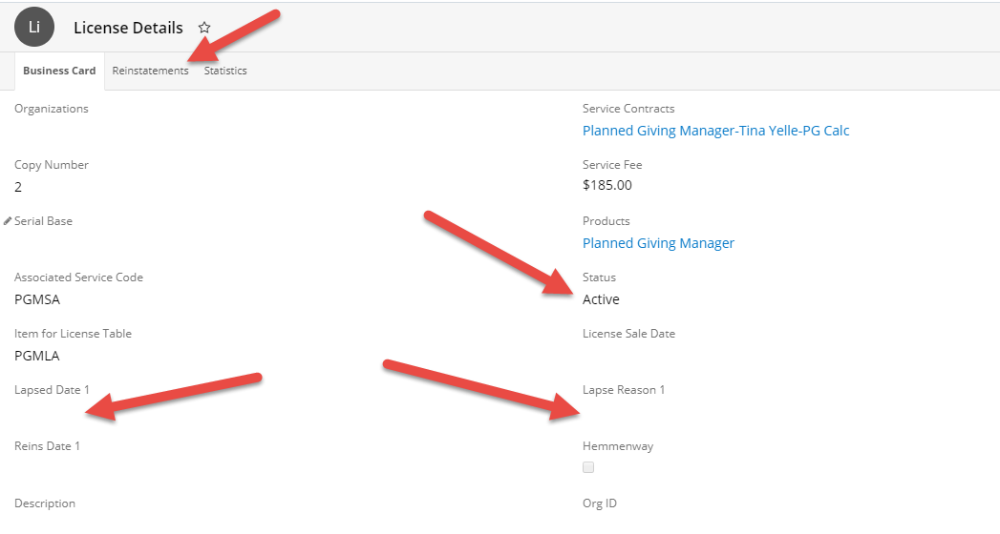 Li
License Details
Business Card Reinstatements Statistics
Organizations
Service Contracts
Planned Giving Manager-Tina Yelle-PG Calc
Copy Number
2
Service Fee
$185.00
Serial Base
Products
Planned Giving Manager
Associated Service Code
PGMSA
Status
Active
Item for License Table
PGMLA
License Sale Date
Lapsed Date 1
Lapse Reason 1
Reins Date 1
Hemmenway
Description
Org ID